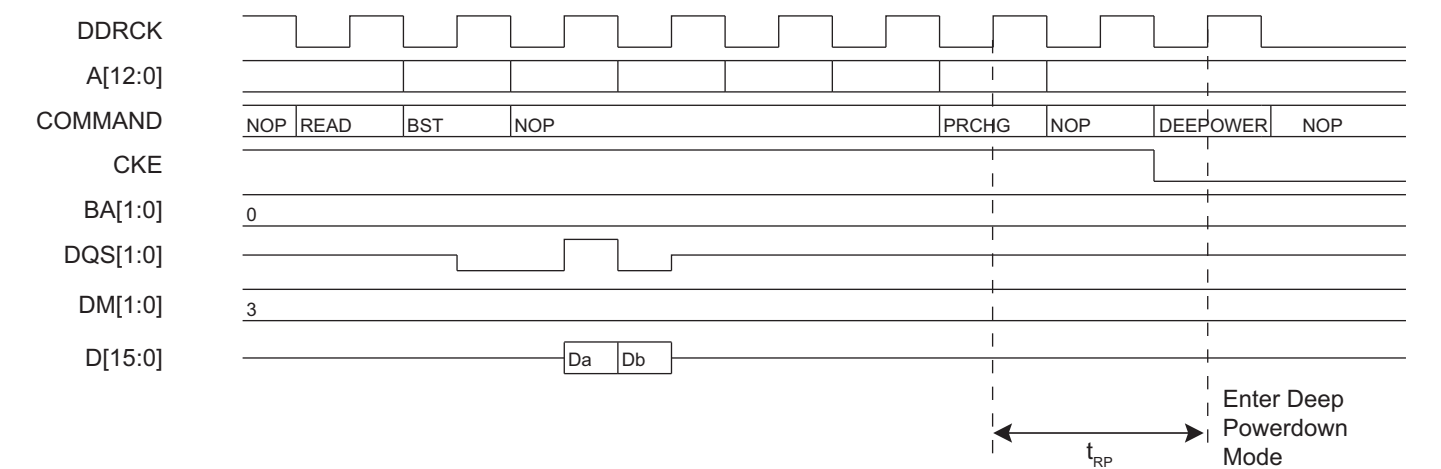 DDRCK
A[12:0]
COMMAND NOP READ BST NOP PRCHG NOP DEEPOWER NOP
CKE
BA[1:0] 0
DQS[1:0]
DM[1:0] 3
D[15:0] Da Db
tRP
Enter Deep
Powerdown
Mode